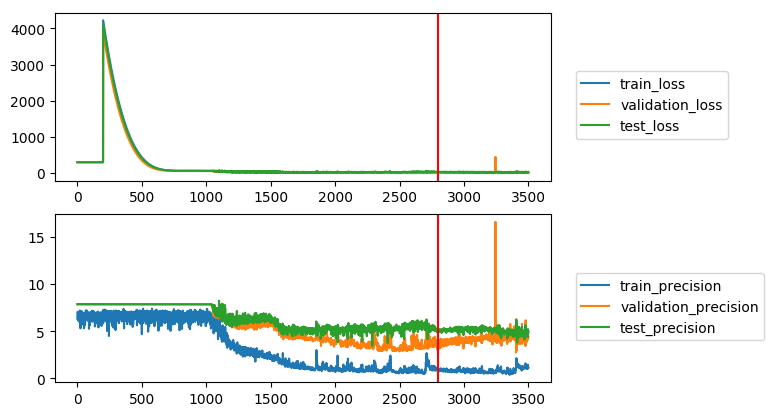 4000
3000
2000
1000
0
0 500 1000 1500 2000 2500 3000 3500
train_loss
validation_loss
test_loss
15
10
5
0
0 500 1000 1500 2000 2500 3000 3500
train_precision
validation_precision
test_precision